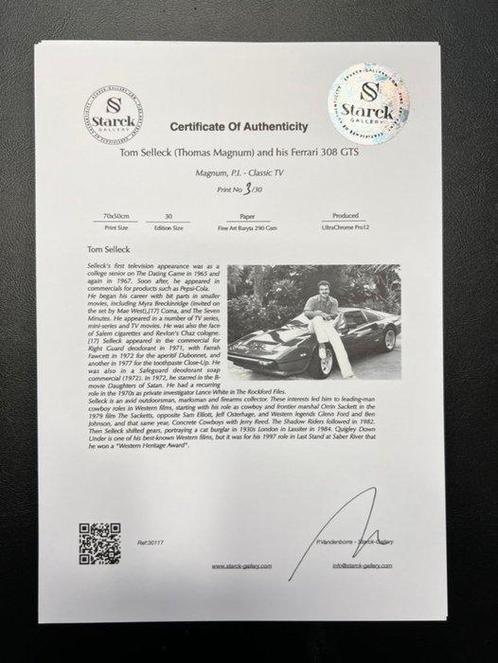 Starck
GALLERY
Starck
GALLERY
Certificate Of Authenticity
Tom Selleck (Thomas Magnum) and his Ferrari 308 GTS
Magnum, P.I. - Classic TV
Print No 3/30
70x50cm 30 Paper Produced
Print Size Edition Size Fine Art Baryta 290 Gsm UltraChrome Pro12
Tom Selleck
Selleck's first television appearance was as a
college senior on The Dating Game in 1965 and
again in 1967. Soon after, he appeared in
commercials for products such as Pepsi-Cola.
He began his career with bit parts in smaller
movies, including Myra Breckinridge (invited on
the set by Mae West),[17] Coma, and The Seven
Minutes. He appeared in a number of TV series,
mini-series and TV movies. He was also the face
of Salem cigarettes and Revlon's Chaz cologne.
[17] Selleck appeared in the commercial for
Right Guard deodorant in 1971, with Farrah
Fawcett in 1972 for the aperitif Dubonnet, and
another in 1977 for the toothpaste Close-Up. He
was also in a Safeguard deodorant soap
commercial (1972). In 1972, he starred in the B-
movie Daughters of Satan. He had a recurring
role in the 1970s as private investigator Lance White in The Rockford Files.
Selleck is an avid outdoorsman, marksman and firearms collector. These interests led him to leading-man
cowboy roles in Western films, starting with his role as cowboy and frontier marshal Orrin Sackett in the
1979 film The Sacketts, opposite Sam Elliott, Jeff Osterhage, and Western legends Glenn Ford and Ben
Johnson, and that same year, Concrete Cowboys with Jerry Reed. The Shadow Riders followed in 1982.
Then Selleck shifted gears, portraying a cat burglar in 1930s London in Lassiter in 1984. Quigley Down
Under is one of his best-known Western films, but it was for his 1997 role in Last Stand at Saber River that
he won a "Western Heritage Award".
Ref:30117
P.Vandenborre - Starck-Gallery
www.starck-gallery.com
info@starck-gallery.com